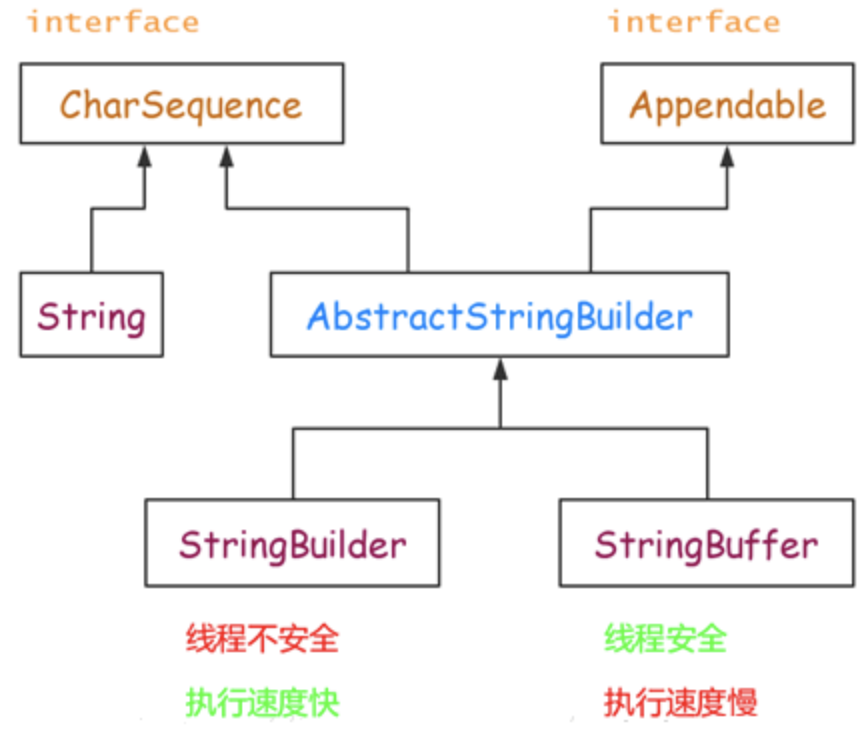 interface interface
CharSequence Appendable
String AbstractStringBuilder
StringBuilder StringBuffer
线程不安全 线程安全
执行速度快 执行速度慢